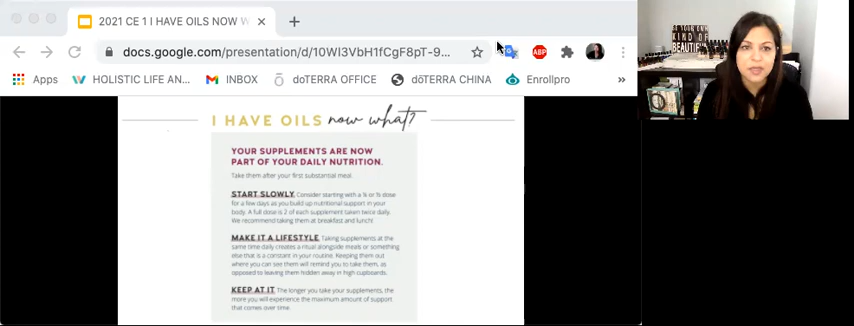 2021 CE 1 I HAVE OILS NOW W
docs.google.com/presentation/d/10WI3VbH1fCgF8pT-9...
Apps
HOLISTIC LIFE AN...
INBOX
doTERRA OFFICE
dōTERRA CHINA
Enrollpro
»
ABP
BE YOUR OWN
KIND OF
BEAUTIFUL
I HAVE OILS now what?
YOUR SUPPLEMENTS ARE NOW
PART OF YOUR DAILY NUTRITION.
Take them after your first substantial meal.
START SLOWLY Consider starting with a ¼ or ½ dose
for a few days as you build up nutritional support in your
body. A full dose is 2 of each supplement taken twice daily.
We recommend taking them at breakfast and lunch!
MAKE IT A LIFESTYLE Taking supplements at the
same time daily creates a ritual alongside meals or something
else that is a constant in your routine. Keeping them out
where you can see them will remind you to take them, as
opposed to leaving them hidden away in high cupboards.
KEEP AT IT The longer you take your supplements, the
more you will experience the maximum amount of support
that comes over time.